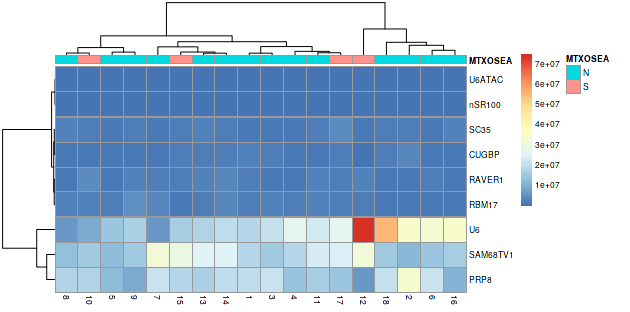 MTXOSEA
U6ATAC
nSR100
SC35
CUGBP
RAVER1
RBM17
U6
SAM68TV1
PRP8
8 10 5 9 7 15 13 14 1 3 4 11 17 12 18 2 6 16
7e+07
6e+07
5e+07
4e+07
3e+07
2e+07
1e+07
MTXOSEA
N
S